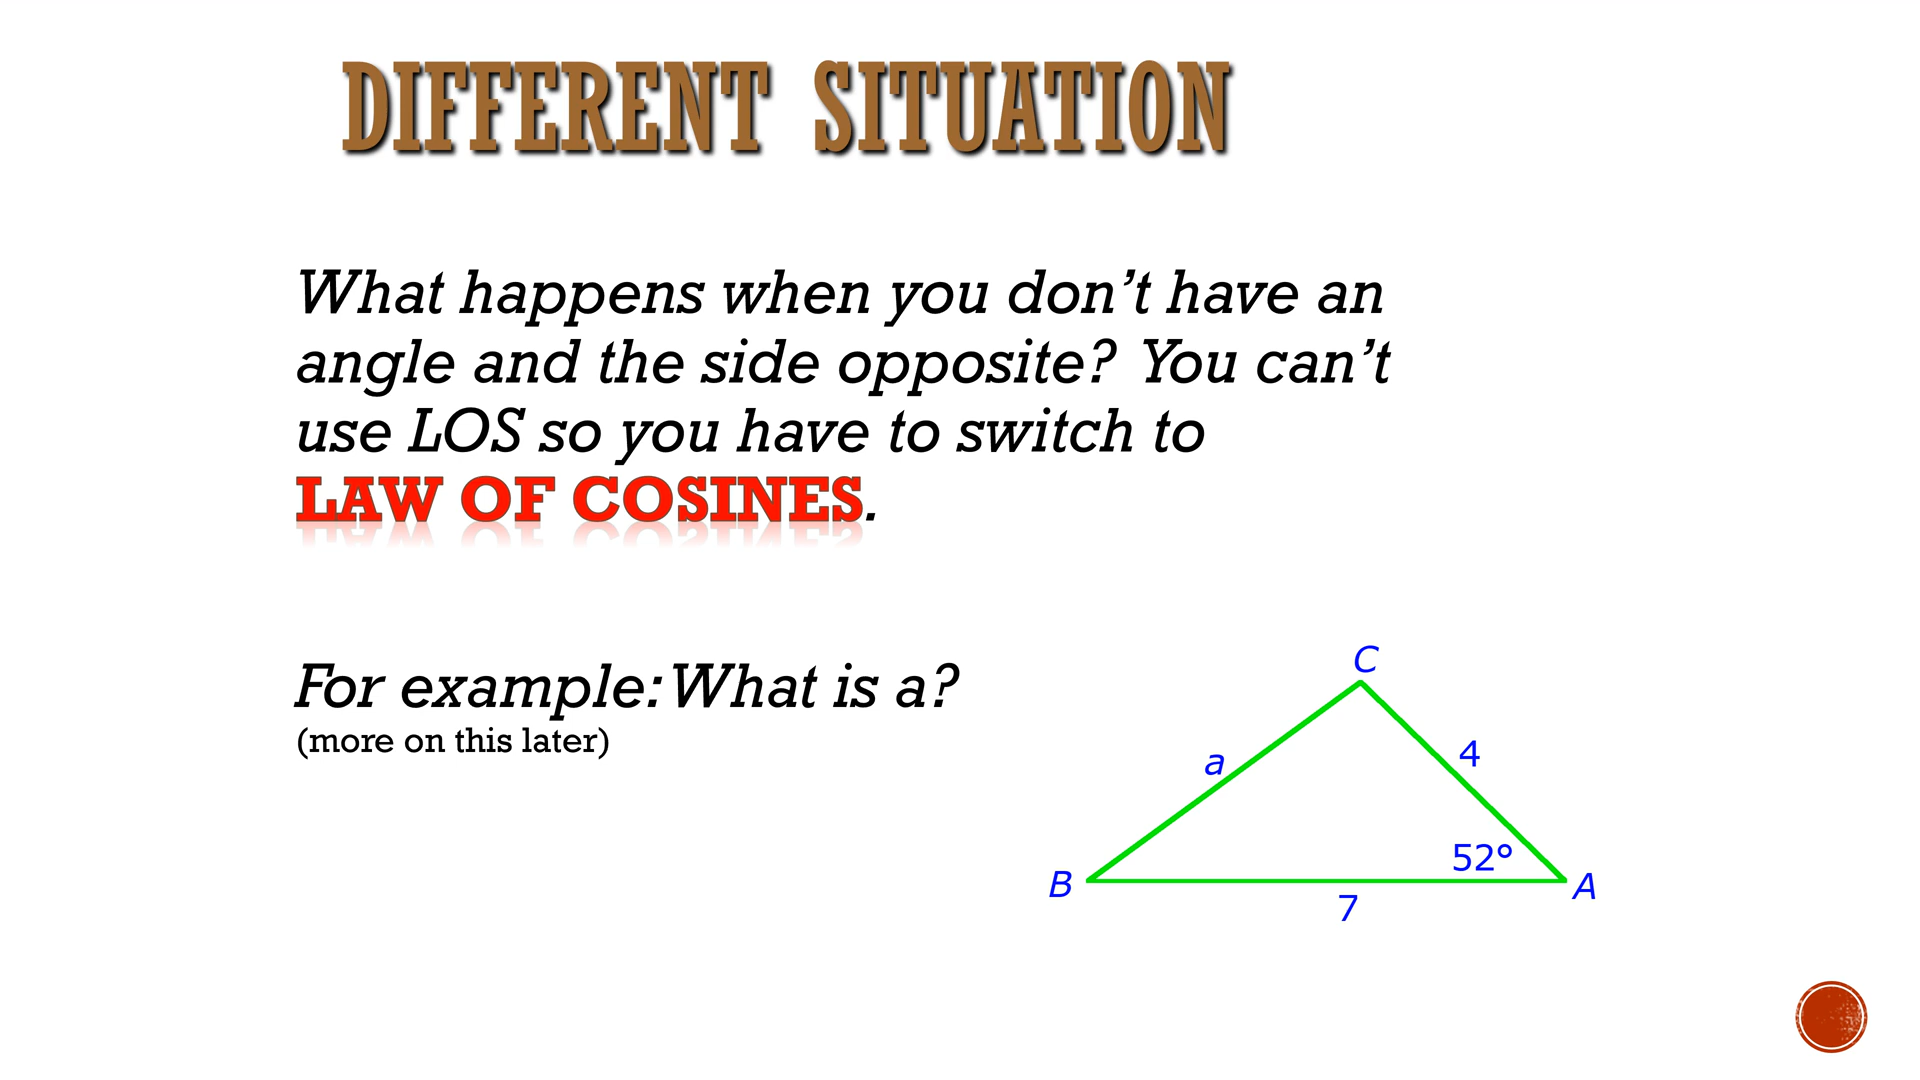 DIFFERENT SITUATION
What happens when you don’t have an
angle and the side opposite? You can’t
use LOS so you have to switch to
LAW OF COSINES.
For example: What is a?
(more on this later)
C
a
4
52°
B
A
7